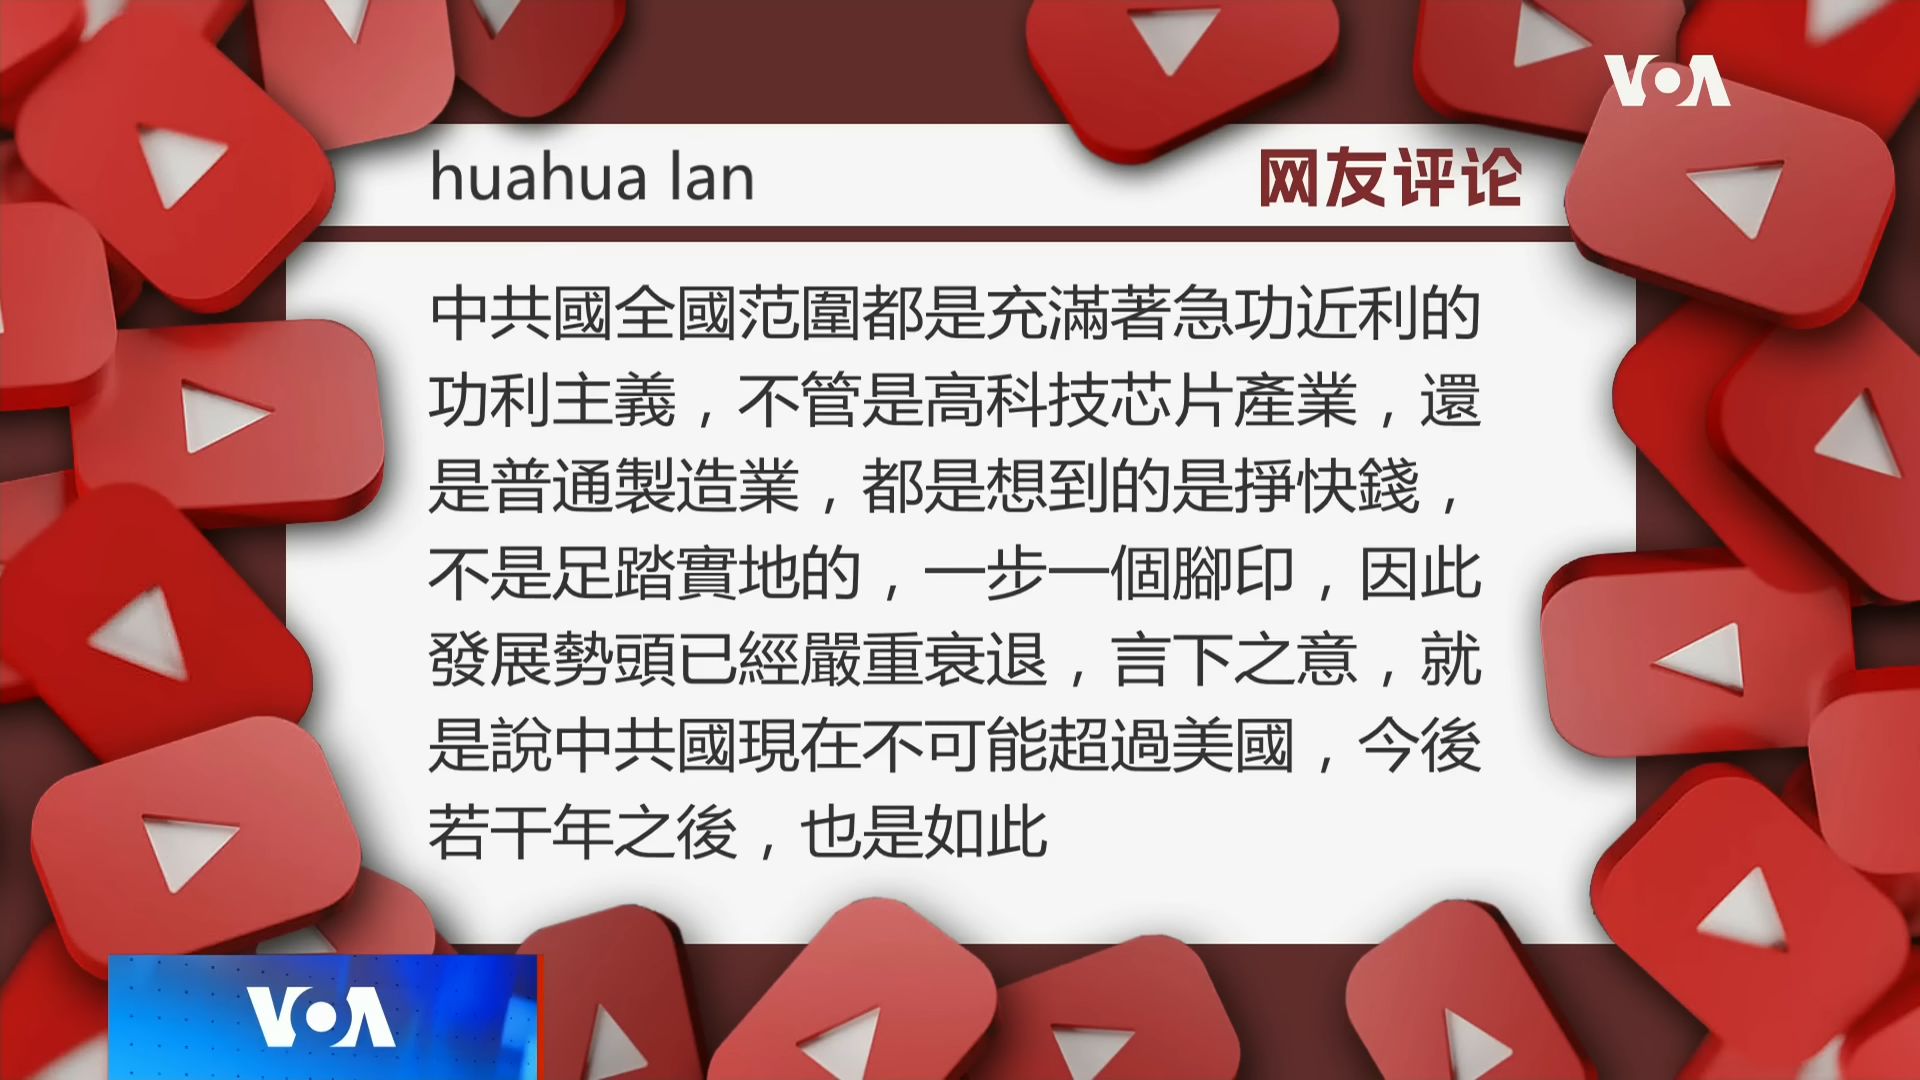 VOA
huahua lan
网友评论
中共國全國范圍都是充滿著急功近利的
功利主義，不管是高科技芯片產業，還
是普通製造業，都是想到的是掙快錢，
不是足踏實地的，一步一個腳印，因此
發展勢頭已經嚴重衰退，言下之意，就
是說中共國現在不可能超過美國，今後
若干年之後，也是如此
VOA